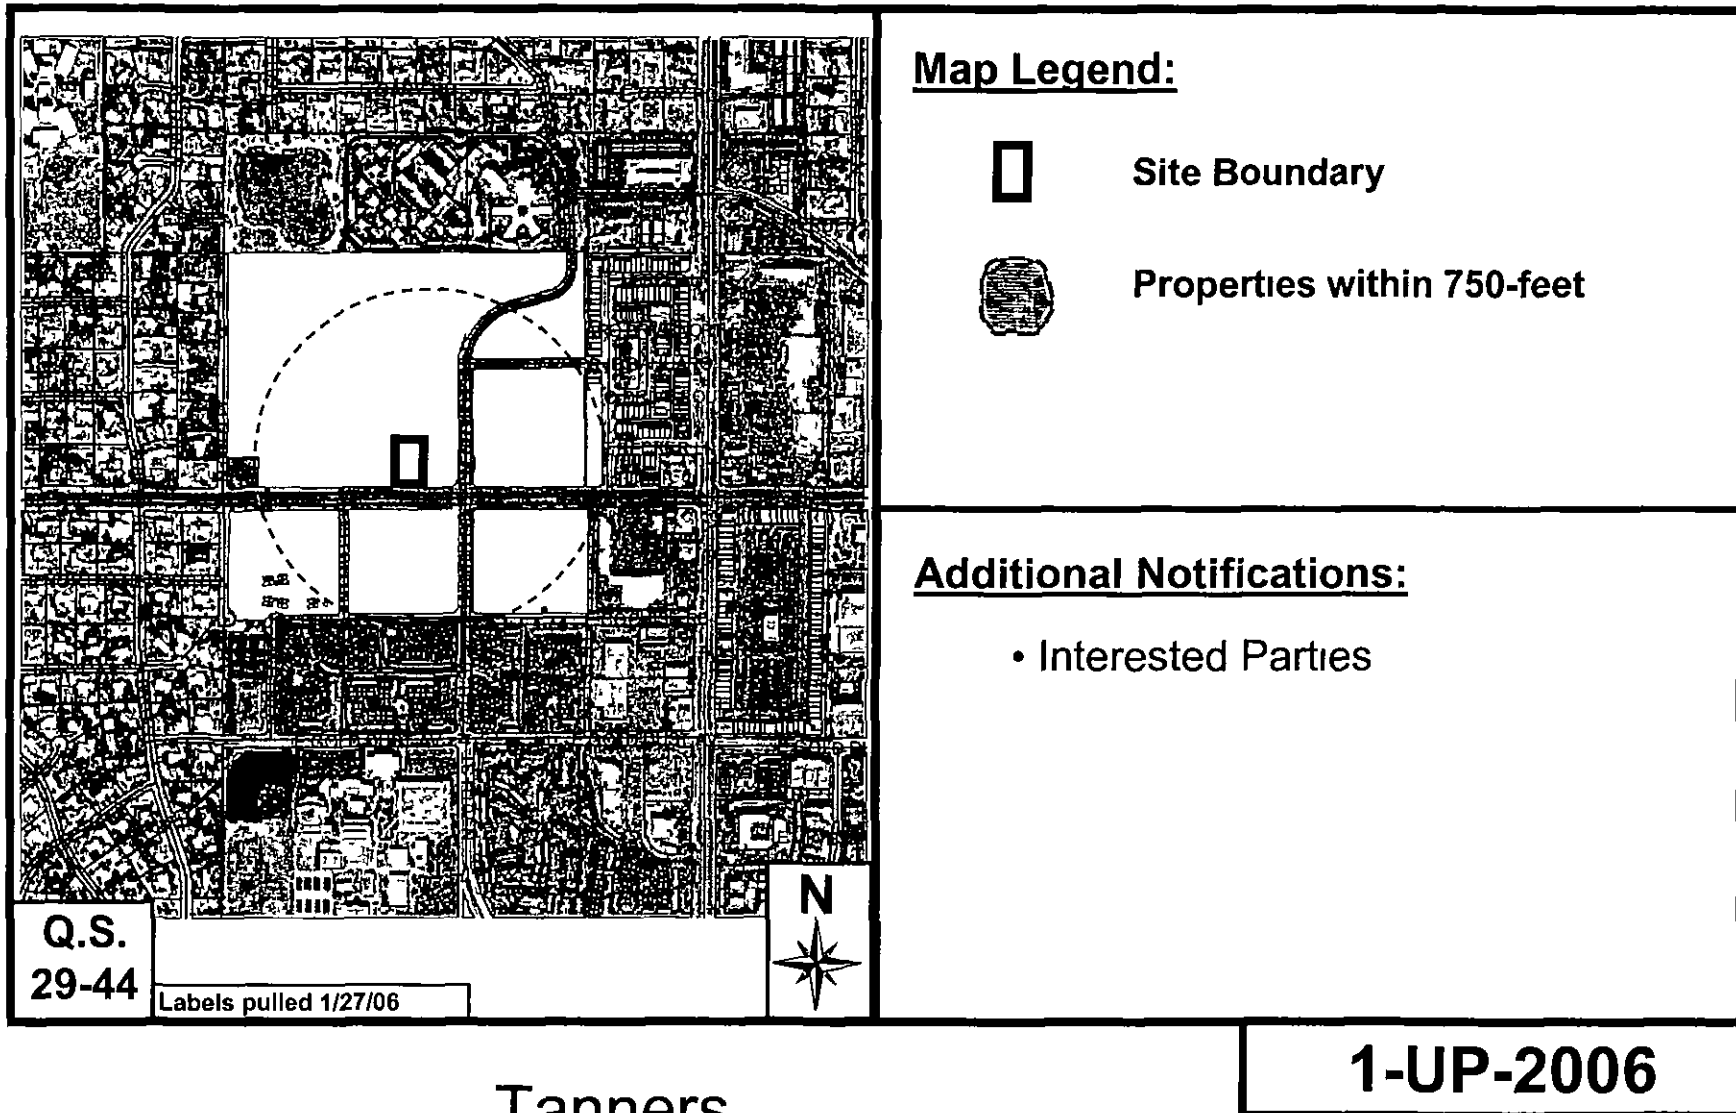 Map Legend:
Site Boundary
Properties within 750-feet
Additional Notifications:
• Interested Parties
Q.S.
29-44
Labels pulled 1/27/06
N
1-UP-2006
Tanners